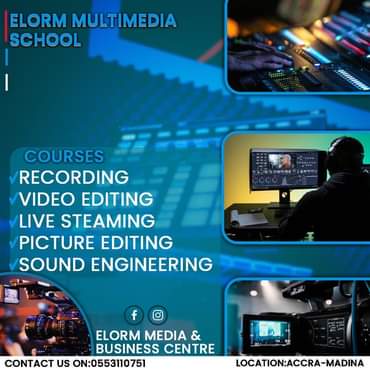 ELORM MULTIMEDIA
SCHOOL
COURSES
RECORDING
VIDEO EDITING
LIVE STEAMING
PICTURE EDITING
SOUND ENGINEERING
ELORM MEDIA &
BUSINESS CENTRE
CONTACT US ON:0553110751
LOCATION:ACCRA-MADINA